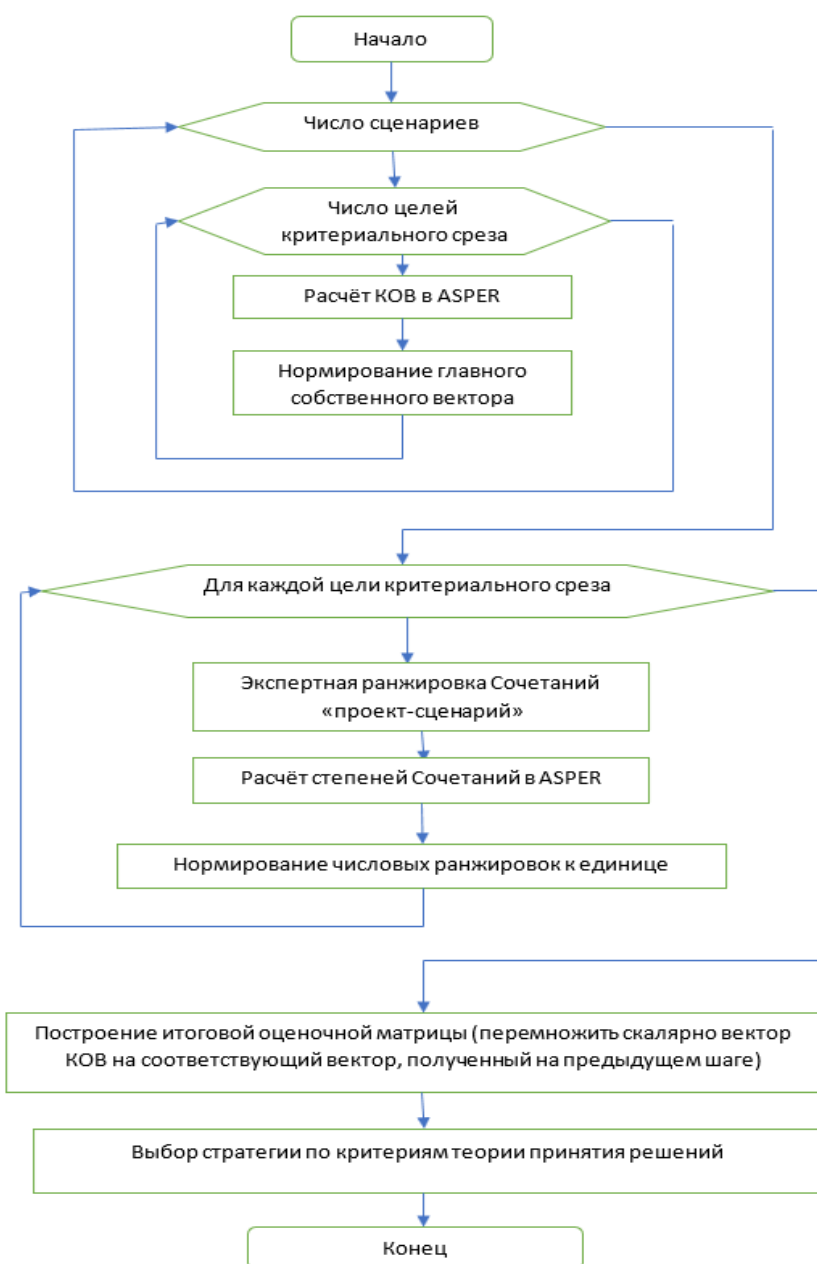 Начало
Число сценариев
Число целей
критериального среза
Расчёт КОВ в ASPER
Нормирование главного
собственного вектора
Для каждой цели критериального среза
Экспертная ранжировка Сочетаний
«проект-сценарий»
Расчёт степеней Сочетаний в ASPER
Нормирование числовых ранжировок к единице
Построение итоговой оценочной матрицы (перемножить скалярно вектор
КОВ на соответствующий вектор, полученный на предыдущем шаге)
Выбор стратегии по критериям теории принятия решений
Конец